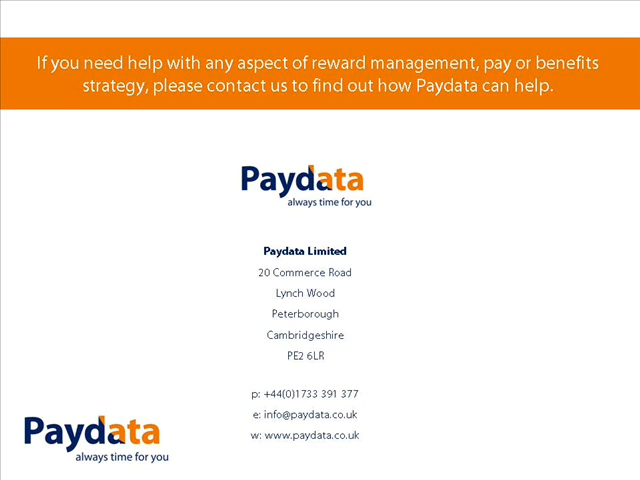 If you need help with any aspect of reward management, pay or benefits
strategy, please contact us to find out how Paydata can help.
Paydata
always time for you
Paydata Limited
20 Commerce Road
Lynch Wood
Peterborough
Cambridgeshire
PE2 6LR
p: +44(0)1733 391 377
e: info@paydata.co.uk
w: www.paydata.co.uk
Paydata
always time for you